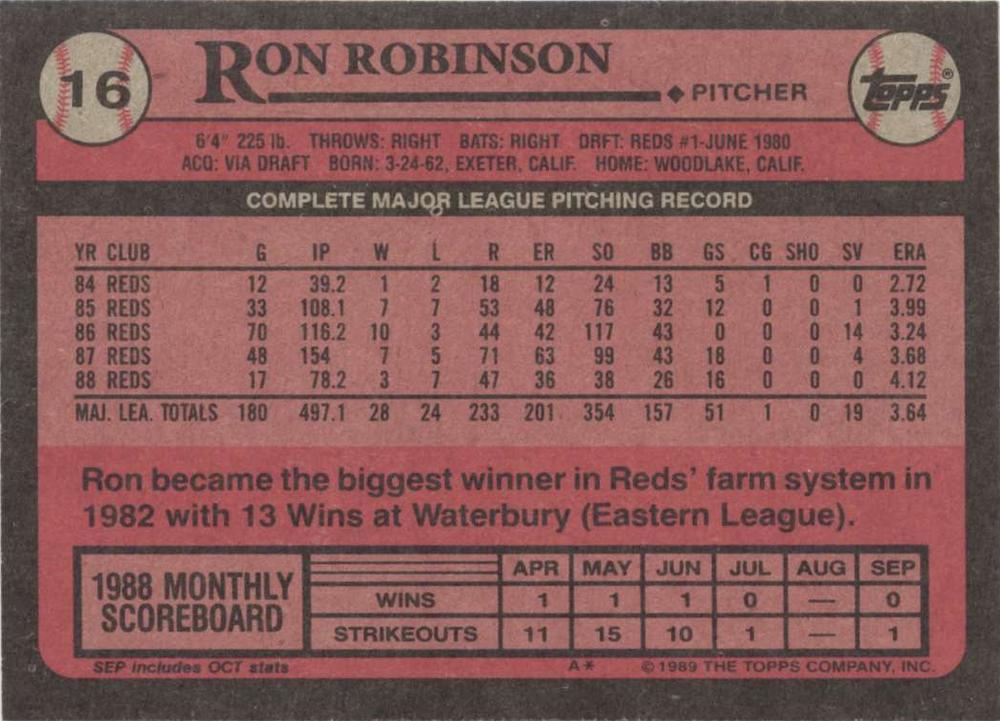 16
RON ROBINSON
◆ PITCHER
TOPPS®
6'4" 225 lb. THROWS: RIGHT BATS: RIGHT DRFT: REDS #1-JUNE 1980
ACQ: VIA DRAFT BORN: 3-24-62, EXETER, CALIF. HOME: WOODLAKE, CALIF.
COMPLETE MAJOR LEAGUE PITCHING RECORD
YR CLUB G IP W L R ER SO BB GS CG SHO SV ERA
84 REDS 12 39.2 1 2 18 12 24 13 5 1 0 0 2.72
85 REDS 33 108.1 7 7 53 48 76 32 12 0 0 1 3.99
86 REDS 70 116.2 10 3 44 42 117 43 0 0 0 14 3.24
87 REDS 48 154 7 5 71 63 99 43 18 0 0 4 3.68
88 REDS 17 78.2 3 7 47 36 38 26 16 0 0 0 4.12
MAJ. LEA. TOTALS 180 497.1 28 24 233 201 354 157 51 1 0 19 3.64
Ron became the biggest winner in Reds' farm system in
1982 with 13 Wins at Waterbury (Eastern League).
1988 MONTHLY
SCOREBOARD
APR MAY JUN JUL AUG SEP
WINS 1 1 1 0 — 0
STRIKEOUTS 11 15 10 1 — 1
SEP includes OCT stats
A*
© 1989 THE TOPPS COMPANY, INC.